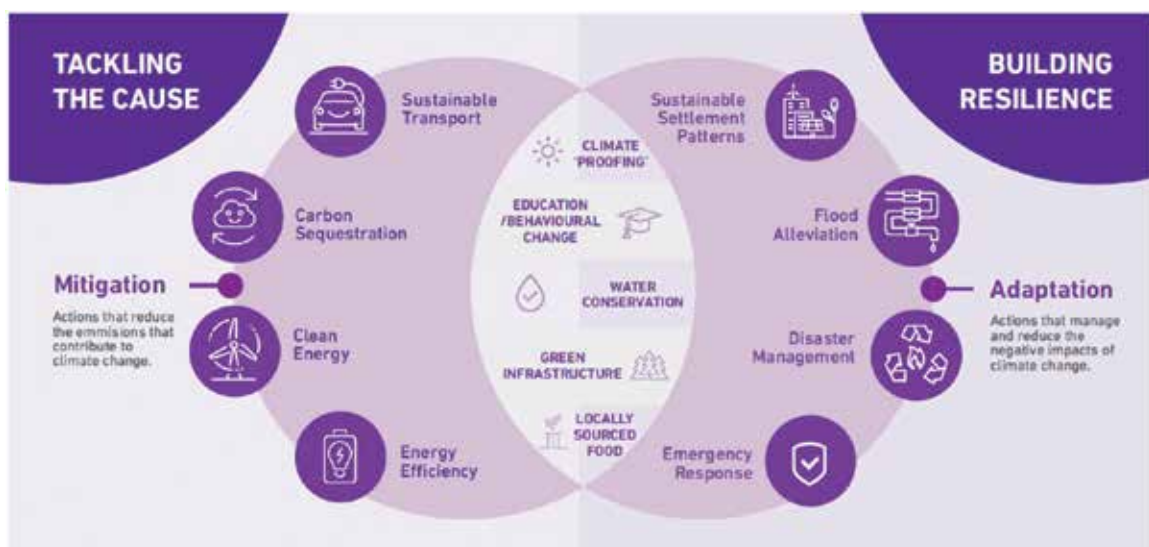 TACKLING
THE CAUSE
Sustainable
Transport
Carbon
Sequestration
Mitigation
Actions that reduce
the emmisions that
contribute to
climate change.
Clean
Energy
Energy
Efficiency
CLIMATE
'PROOFING'
EDUCATION
/BEHAVIOURAL
CHANGE
WATER
CONSERVATION
GREEN
INFRASTRUCTURE
LOCALLY
SOURCED
FOOD
BUILDING
RESILIENCE
Sustainable
Settlement
Patterns
Flood
Alleviation
Adaptation
Actions that manage
and reduce the
negative impacts of
climate change.
Disaster
Management
Emergency
Response